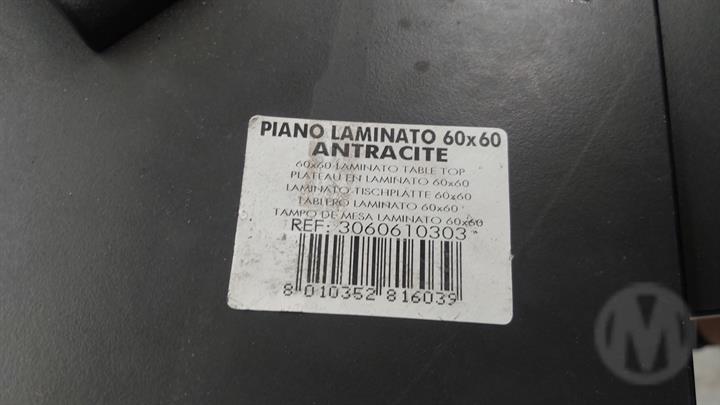 PIANO LAMINATO 60x60
ANTRACITE
60x60 LAMINATO TABLE TOP
PLATEAU EN LAMINATO 60x60
LAMINATO-TISCHPLATTE 60x60
TABLERO LAMINATO 60x60
TAMPO DE MESA LAMINATO 60x60
REF: 3060610303
8 010352 816039
M